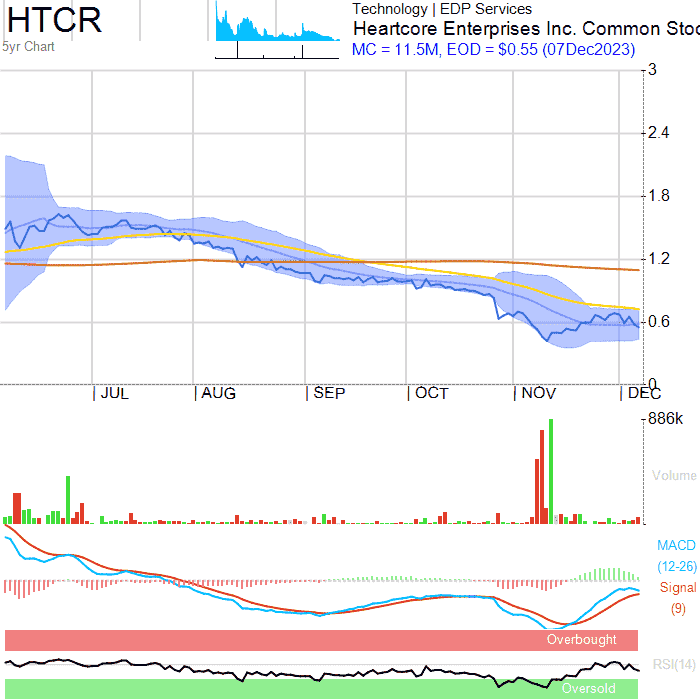 HTCR
5yr Chart
Technology | EDP Services
Heartcore Enterprises Inc. Common Stoc
MC = 11.5M, EOD = $0.55 (07Dec2023)
3
2.4
1.8
1.2
0.6
0
JUL
AUG
SEP
OCT
NOV
DEC
886k
Volume
MACD
(12-26)
Signal
(9)
Overbought
RSI(14)
Oversold